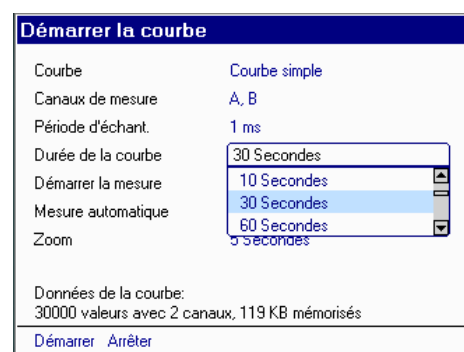 Démarrer la courbe
Courbe Courbe simple
Canaux de mesure A, B
Période d'échant. 1 ms
Durée de la courbe 30 Secondes
Démarrer la mesure 10 Secondes
30 Secondes
Mesure automatique
60 Secondes
Zoom 5 Secondes
Données de la courbe:
30000 valeurs avec 2 canaux, 119 KB mémorisés
Démarrer Arrêter